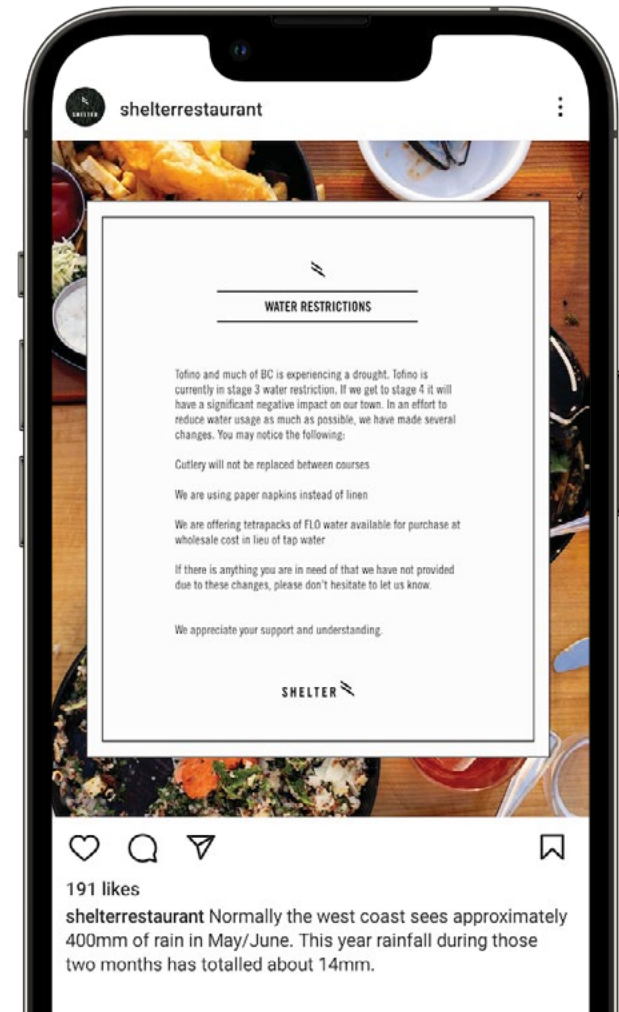 SHELTER
shelterrestaurant
WATER RESTRICTIONS
Tofino and much of BC is experiencing a drought. Tofino is
currently in stage 3 water restriction. If we get to stage 4 it will
have a significant negative impact on our town. In an effort to
reduce water usage as much as possible, we have made several
changes. You may notice the following:
Cutlery will not be replaced between courses
We are using paper napkins instead of linen
We are offering tetrapacks of FLO water available for purchase at
wholesale cost in lieu of tap water
If there is anything you are in need of that we have not provided
due to these changes, please don't hesitate to let us know.
We appreciate your support and understanding.
SHELTER
191 likes
shelterrestaurant Normally the west coast sees approximately
400mm of rain in May/June. This year rainfall during those
two months has totalled about 14mm.